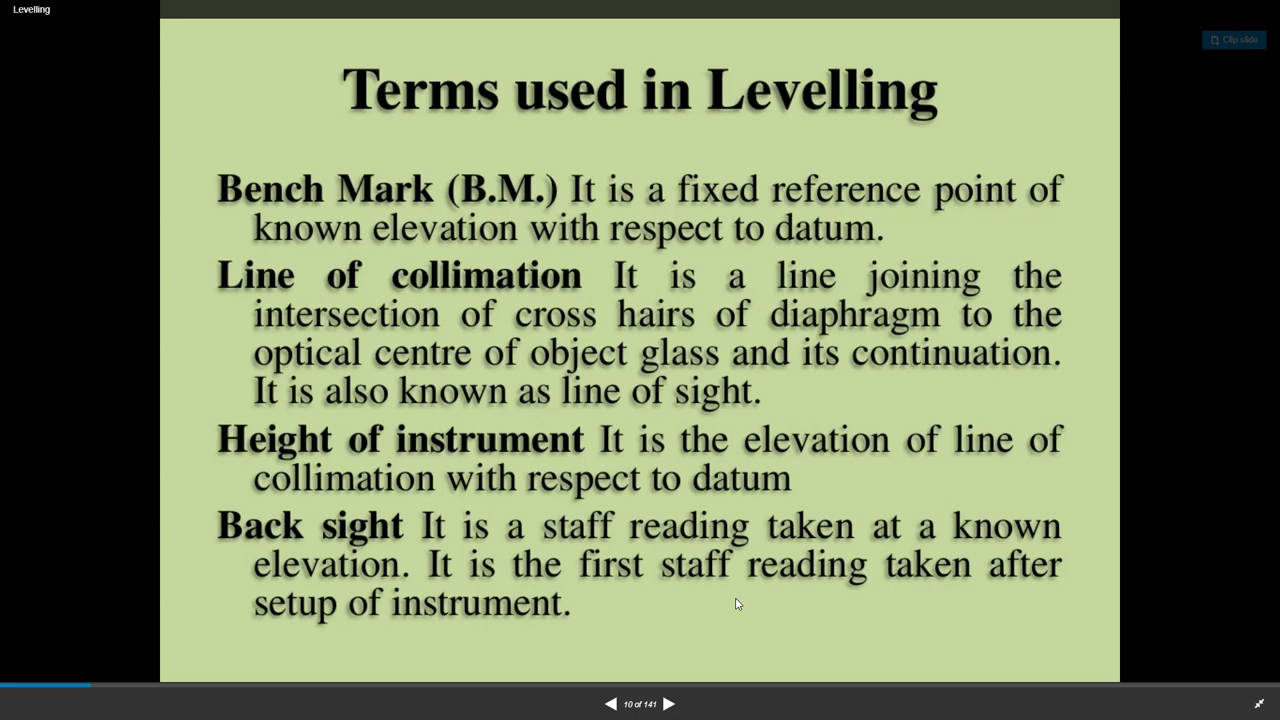 Levelling
Clip slide
Terms used in Levelling
Bench Mark (B.M.) It is a fixed reference point of
known elevation with respect to datum.
Line of collimation It is a line joining the
intersection of cross hairs of diaphragm to the
optical centre of object glass and its continuation.
It is also known as line of sight.
Height of instrument It is the elevation of line of
collimation with respect to datum
Back sight It is a staff reading taken at a known
elevation. It is the first staff reading taken after
setup of instrument.
10 of 141